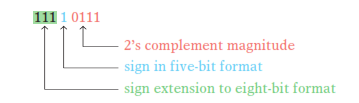 111 1 0111
2's complement magnitude
sign in five-bit format
sign extension to eight-bit format